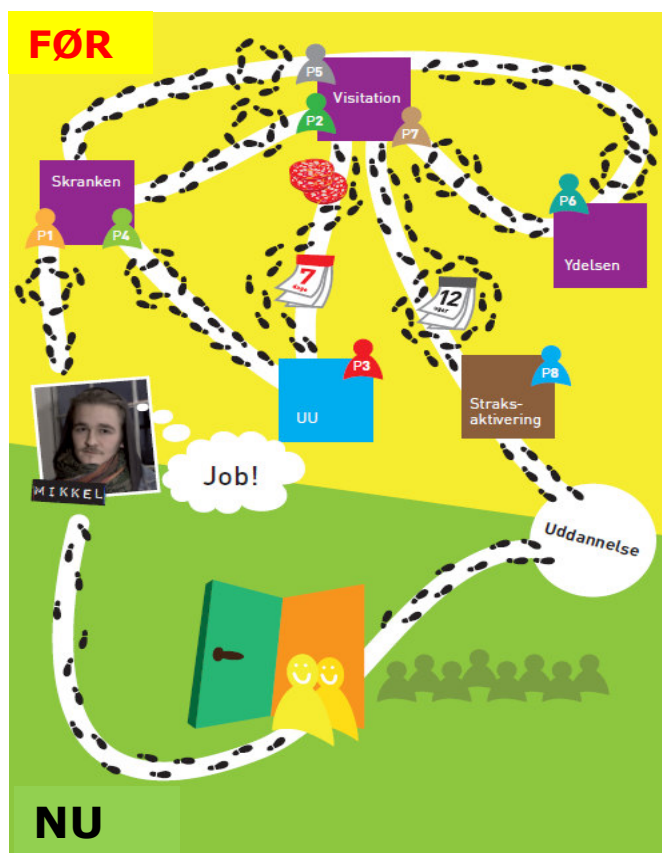 FØR
P5
Visitation
P2
P7
Skranken
P1
P4
P6
Ydelsen
7
dage
12
uger
P3
UU
P8
Straks-
aktivering
MIKKEL
Job!
Uddannelse
NU